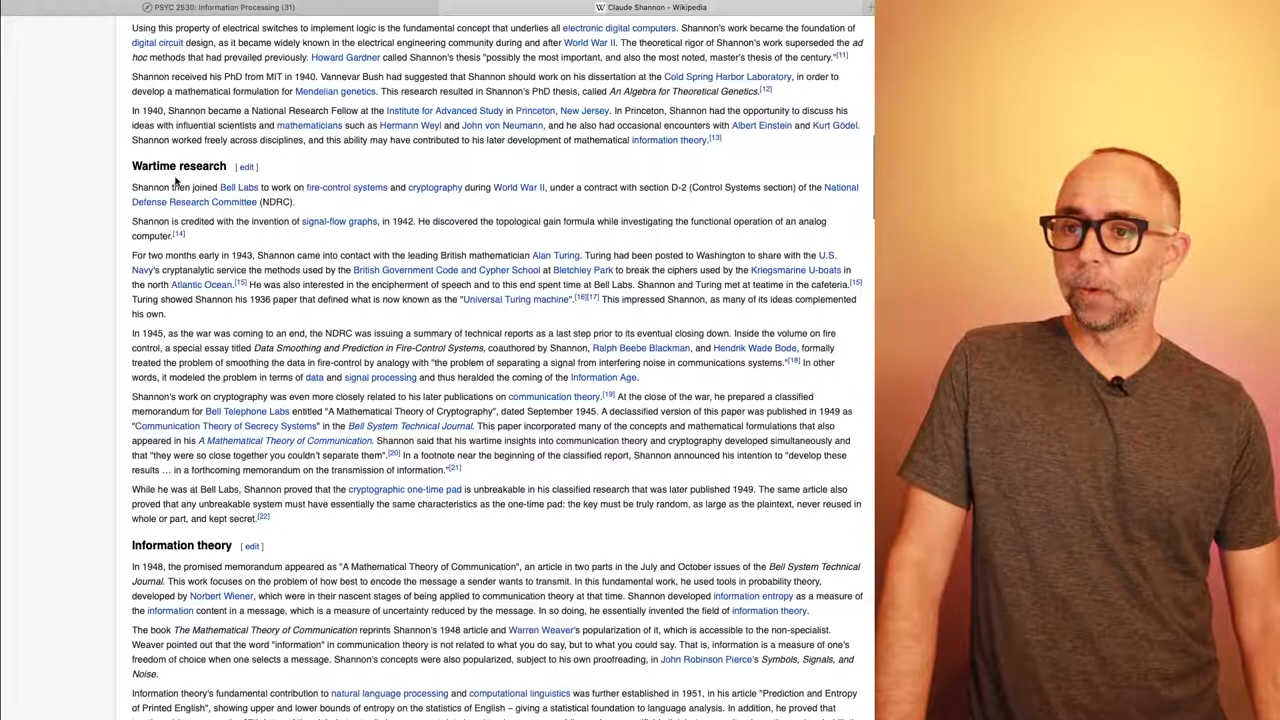 PSYC 2530: Information Processing (31)
Claude Shannon – Wikipedia
Using this property of electrical switches to implement logic is the fundamental concept that underlies all electronic digital computers. Shannon's work became the foundation of
digital circuit design, as it became widely known in the electrical engineering community during and after World War II. The theoretical rigor of Shannon's work superseded the ad
hoc methods that had prevailed previously. Howard Gardner called Shannon's thesis "possibly the most important, and also the most noted, master's thesis of the century."[11]
Shannon received his PhD from MIT in 1940. Vannevar Bush had suggested that Shannon should work on his dissertation at the Cold Spring Harbor Laboratory, in order to
develop a mathematical formulation for Mendelian genetics. This research resulted in Shannon's PhD thesis, called An Algebra for Theoretical Genetics.[12]
In 1940, Shannon became a National Research Fellow at the Institute for Advanced Study in Princeton, New Jersey. In Princeton, Shannon had the opportunity to discuss his
ideas with influential scientists and mathematicians such as Hermann Weyl and John von Neumann, and he also had occasional encounters with Albert Einstein and Kurt Gödel.
Shannon worked freely across disciplines, and this ability may have contributed to his later development of mathematical information theory.[13]
Wartime research [ edit ]
Shannon then joined Bell Labs to work on fire-control systems and cryptography during World War II, under a contract with section D-2 (Control Systems section) of the National
Defense Research Committee (NDRC).
Shannon is credited with the invention of signal-flow graphs, in 1942. He discovered the topological gain formula while investigating the functional operation of an analog
computer.[14]
For two months early in 1943, Shannon came into contact with the leading British mathematician Alan Turing. Turing had been posted to Washington to share with the U.S.
Navy's cryptanalytic service the methods used by the British Government Code and Cypher School at Bletchley Park to break the ciphers used by the Kriegsmarine U-boats in
the north Atlantic Ocean.[15] He was also interested in the encipherment of speech and to this end spent time at Bell Labs. Shannon and Turing met at teatime in the cafeteria.[15]
Turing showed Shannon his 1936 paper that defined what is now known as the "Universal Turing machine".[16][17] This impressed Shannon, as many of its ideas complemented
his own.
In 1945, as the war was coming to an end, the NDRC was issuing a summary of technical reports as a last step prior to its eventual closing down. Inside the volume on fire
control, a special essay titled Data Smoothing and Prediction in Fire-Control Systems, coauthored by Shannon, Ralph Beebe Blackman, and Hendrik Wade Bode, formally
treated the problem of smoothing the data in fire-control by analogy with "the problem of separating a signal from interfering noise in communications systems."[18] In other
words, it modeled the problem in terms of data and signal processing and thus heralded the coming of the Information Age.
Shannon's work on cryptography was even more closely related to his later publications on communication theory.[19] At the close of the war, he prepared a classified
memorandum for Bell Telephone Labs entitled "A Mathematical Theory of Cryptography", dated September 1945. A declassified version of this paper was published in 1949 as
"Communication Theory of Secrecy Systems" in the Bell System Technical Journal. This paper incorporated many of the concepts and mathematical formulations that also
appeared in his A Mathematical Theory of Communication. Shannon said that his wartime insights into communication theory and cryptography developed simultaneously and
that "they were so close together you couldn't separate them".[20] In a footnote near the beginning of the classified report, Shannon announced his intention to "develop these
results … in a forthcoming memorandum on the transmission of information."[21]
While he was at Bell Labs, Shannon proved that the cryptographic one-time pad is unbreakable in his classified research that was later published 1949. The same article also
proved that any unbreakable system must have essentially the same characteristics as the one-time pad: the key must be truly random, as large as the plaintext, never reused in
whole or part, and kept secret.[22]
Information theory [ edit ]
In 1948, the promised memorandum appeared as "A Mathematical Theory of Communication", an article in two parts in the July and October issues of the Bell System Technical
Journal. This work focuses on the problem of how best to encode the message a sender wants to transmit. In this fundamental work, he used tools in probability theory,
developed by Norbert Wiener, which were in their nascent stages of being applied to communication theory at that time. Shannon developed information entropy as a measure of
the information content in a message, which is a measure of uncertainty reduced by the message. In so doing, he essentially invented the field of information theory.
The book The Mathematical Theory of Communication reprints Shannon's 1948 article and Warren Weaver's popularization of it, which is accessible to the non-specialist.
Weaver pointed out that the word "information" in communication theory is not related to what you do say, but to what you could say. That is, information is a measure of one's
freedom of choice when one selects a message. Shannon's concepts were also popularized, subject to his own proofreading, in John Robinson Pierce's Symbols, Signals, and
Noise.
Information theory's fundamental contribution to natural language processing and computational linguistics was further established in 1951, in his article "Prediction and Entropy
of Printed English", showing upper and lower bounds of entropy on the statistics of English – giving a statistical foundation to language analysis. In addition, he proved that